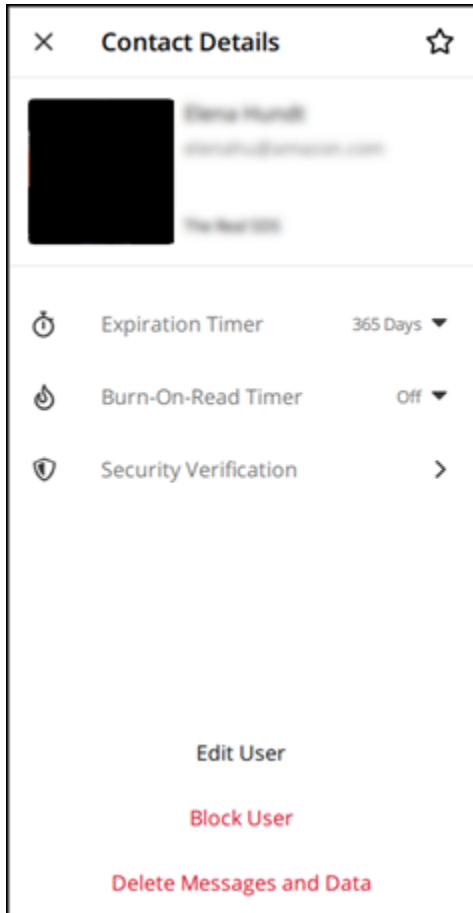 Contact Details
Expiration Timer 365 Days
Burn-On-Read Timer Off
Security Verification
Edit User
Block User
Delete Messages and Data